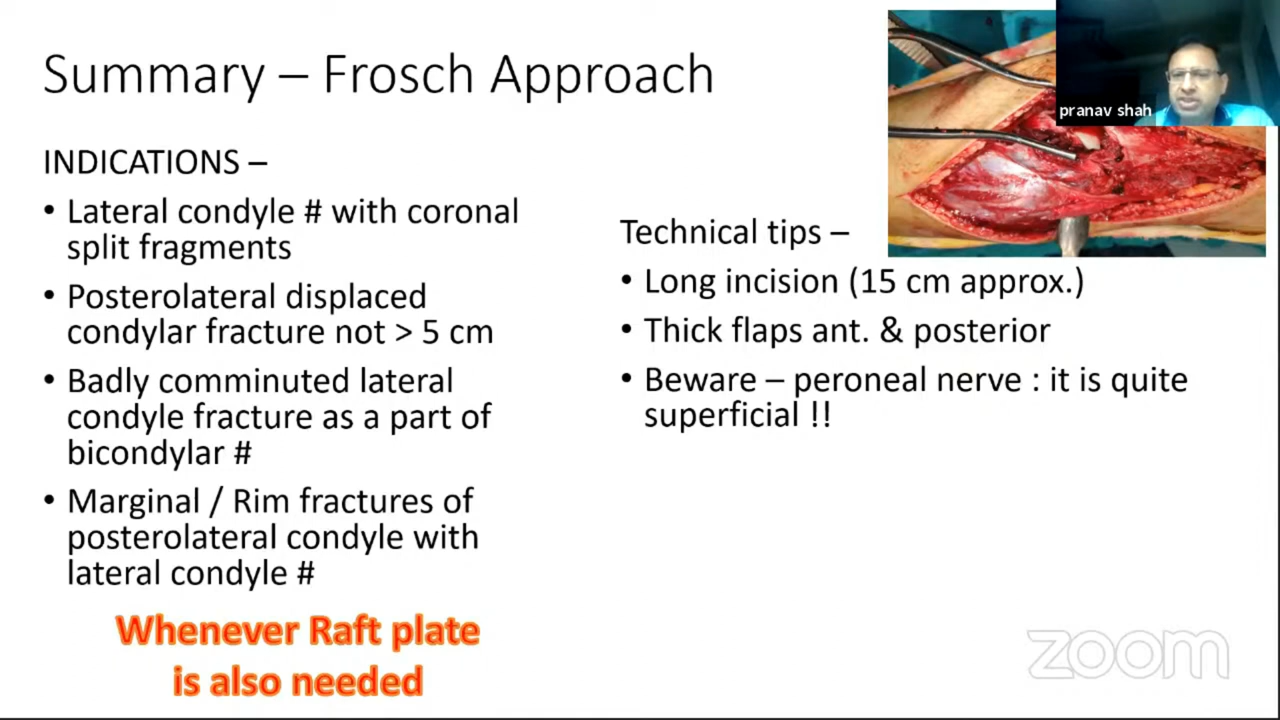 Summary – Frosch Approach
pranav shah
INDICATIONS –
• Lateral condyle # with coronal
split fragments
• Posterolateral displaced
condylar fracture not > 5 cm
• Badly comminuted lateral
condyle fracture as a part of
bicondylar #
• Marginal / Rim fractures of
posterolateral condyle with
lateral condyle #
Whenever Raft plate
is also needed
Technical tips –
• Long incision (15 cm approx.)
• Thick flaps ant. & posterior
• Beware – peroneal nerve : it is quite
superficial !!
zoom